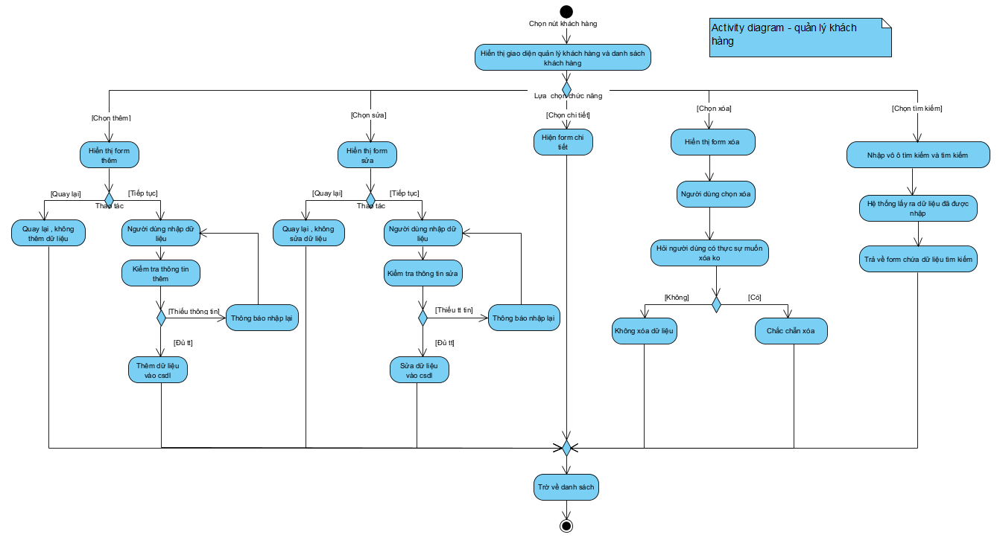 Chọn nút khách hàng
Activity diagram - quản lý khách
hàng
Hiển thị giao diện quản lý khách hàng và danh sách
khách hàng
Lựa chọn chức năng
[Chọn thêm]
[Chọn sửa]
[Chọn chi tiết]
[Chọn xóa]
[Chọn tìm kiếm]
Hiển thị form
thêm
Hiển thị form
sửa
Hiện form chi
tiết
Hiển thị form xóa
Nhập vô ô tìm kiếm và tìm kiếm
[Quay lại]
[Tiếp tục]
Thao tác
[Quay lại]
[Tiếp tục]
Thao tác
Người dùng chọn xóa
Hệ thống lấy ra dữ liệu đã được
nhập
Quay lại , không
thêm dữ liệu
Người dùng nhập dữ
liệu
Quay lại , không
sửa dữ liệu
Người dùng nhập dữ
liệu
Hỏi người dùng có thực sự muốn
xóa ko
Trả về form chứa dữ liệu tìm kiếm
Kiểm tra thông tin
thêm
Kiểm tra thông tin sửa
[Không]
[Có]
[Thiếu thông tin]
Thông báo nhập lại
[Thiếu tt tin]
Thông báo nhập lại
Không xóa dữ liệu
Chắc chẵn xóa
[Đủ tt]
[Đủ tt]
Thêm dữ liệu
vào csdl
Sửa dữ liệu
vào csdl
Trờ về danh sách